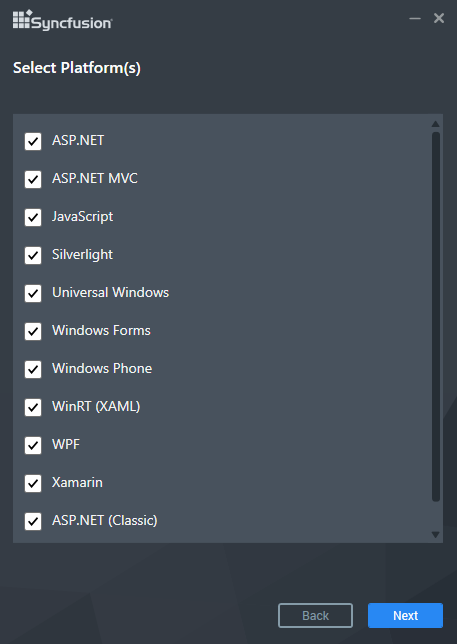 Syncfusion
Select Platform(s)
ASP.NET
ASP.NET MVC
JavaScript
Silverlight
Universal Windows
Windows Forms
Windows Phone
WinRT (XAML)
WPF
Xamarin
ASP.NET (Classic)
Back
Next